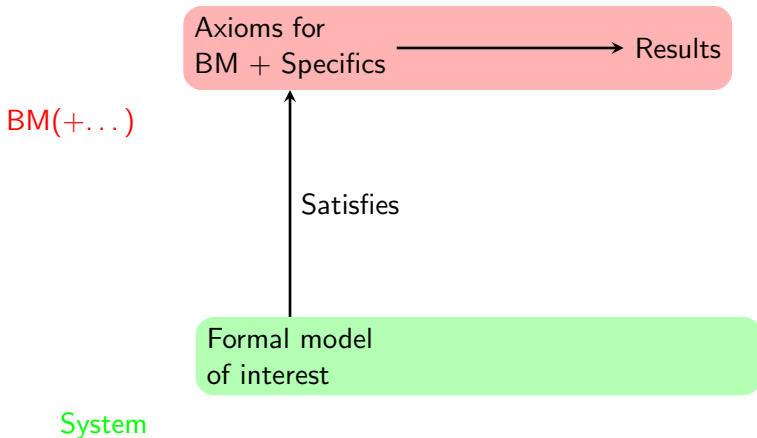 Axioms for
BM + Specifics
Results
BM(+...)
Satisfies
Formal model
of interest
System